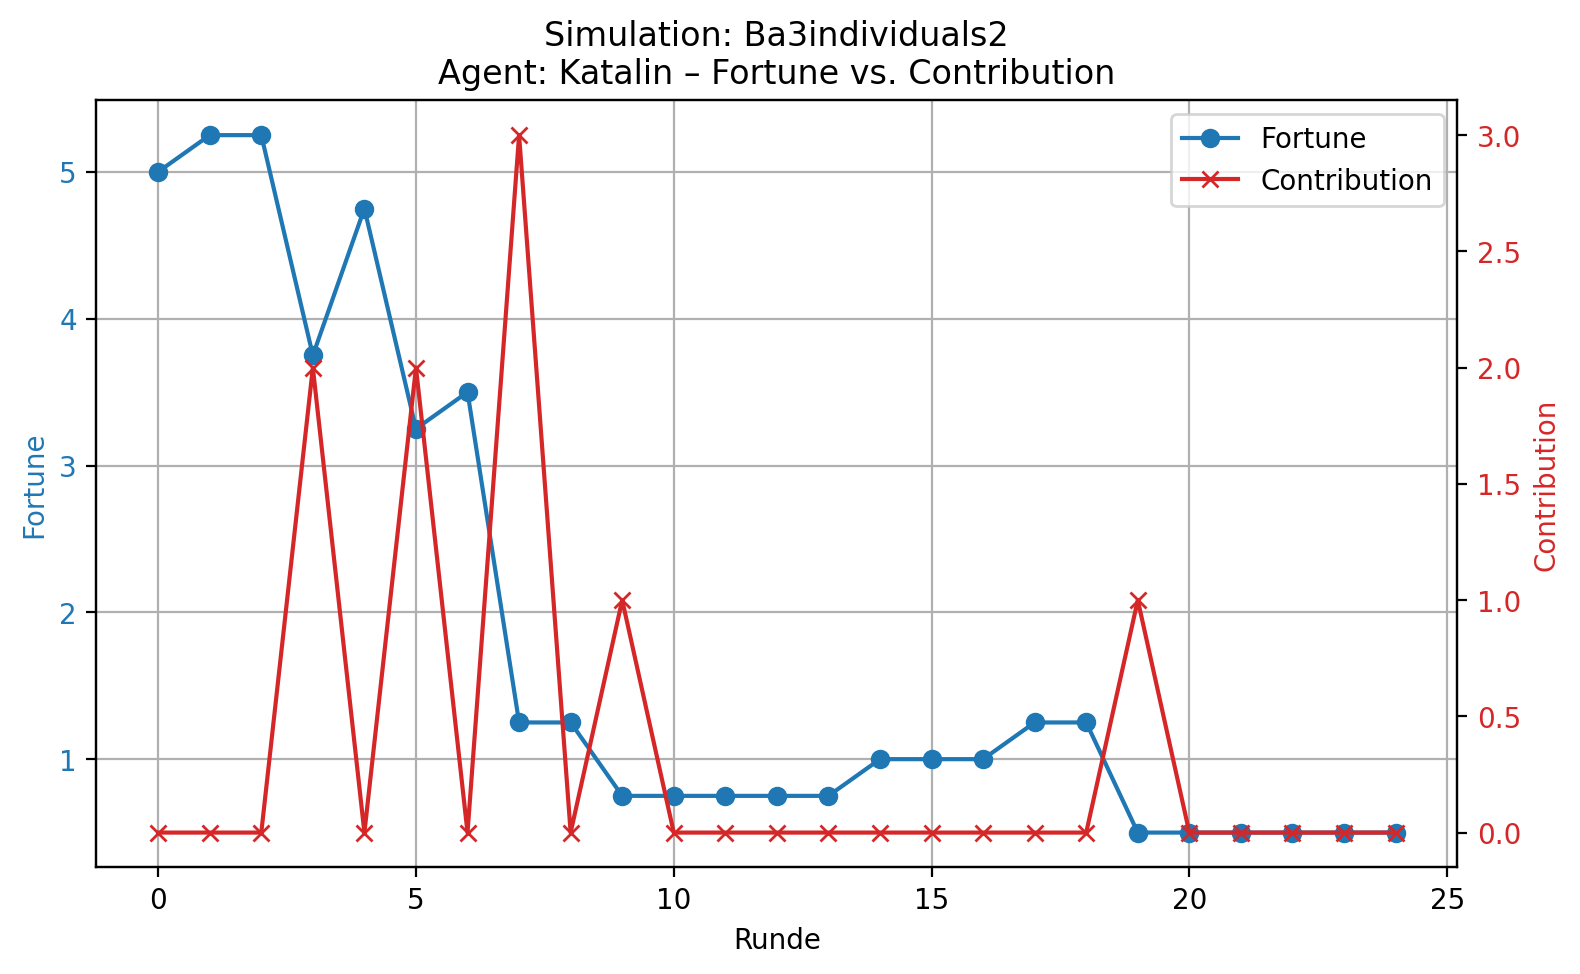 Simulation: Ba3individuals2
Agent: Katalin – Fortune vs. Contribution
Fortune
Contribution
5
4
3
2
1
Fortune
3.0
2.5
2.0
1.5
1.0
0.5
0.0
Contribution
0 5 10 15 20 25
Runde